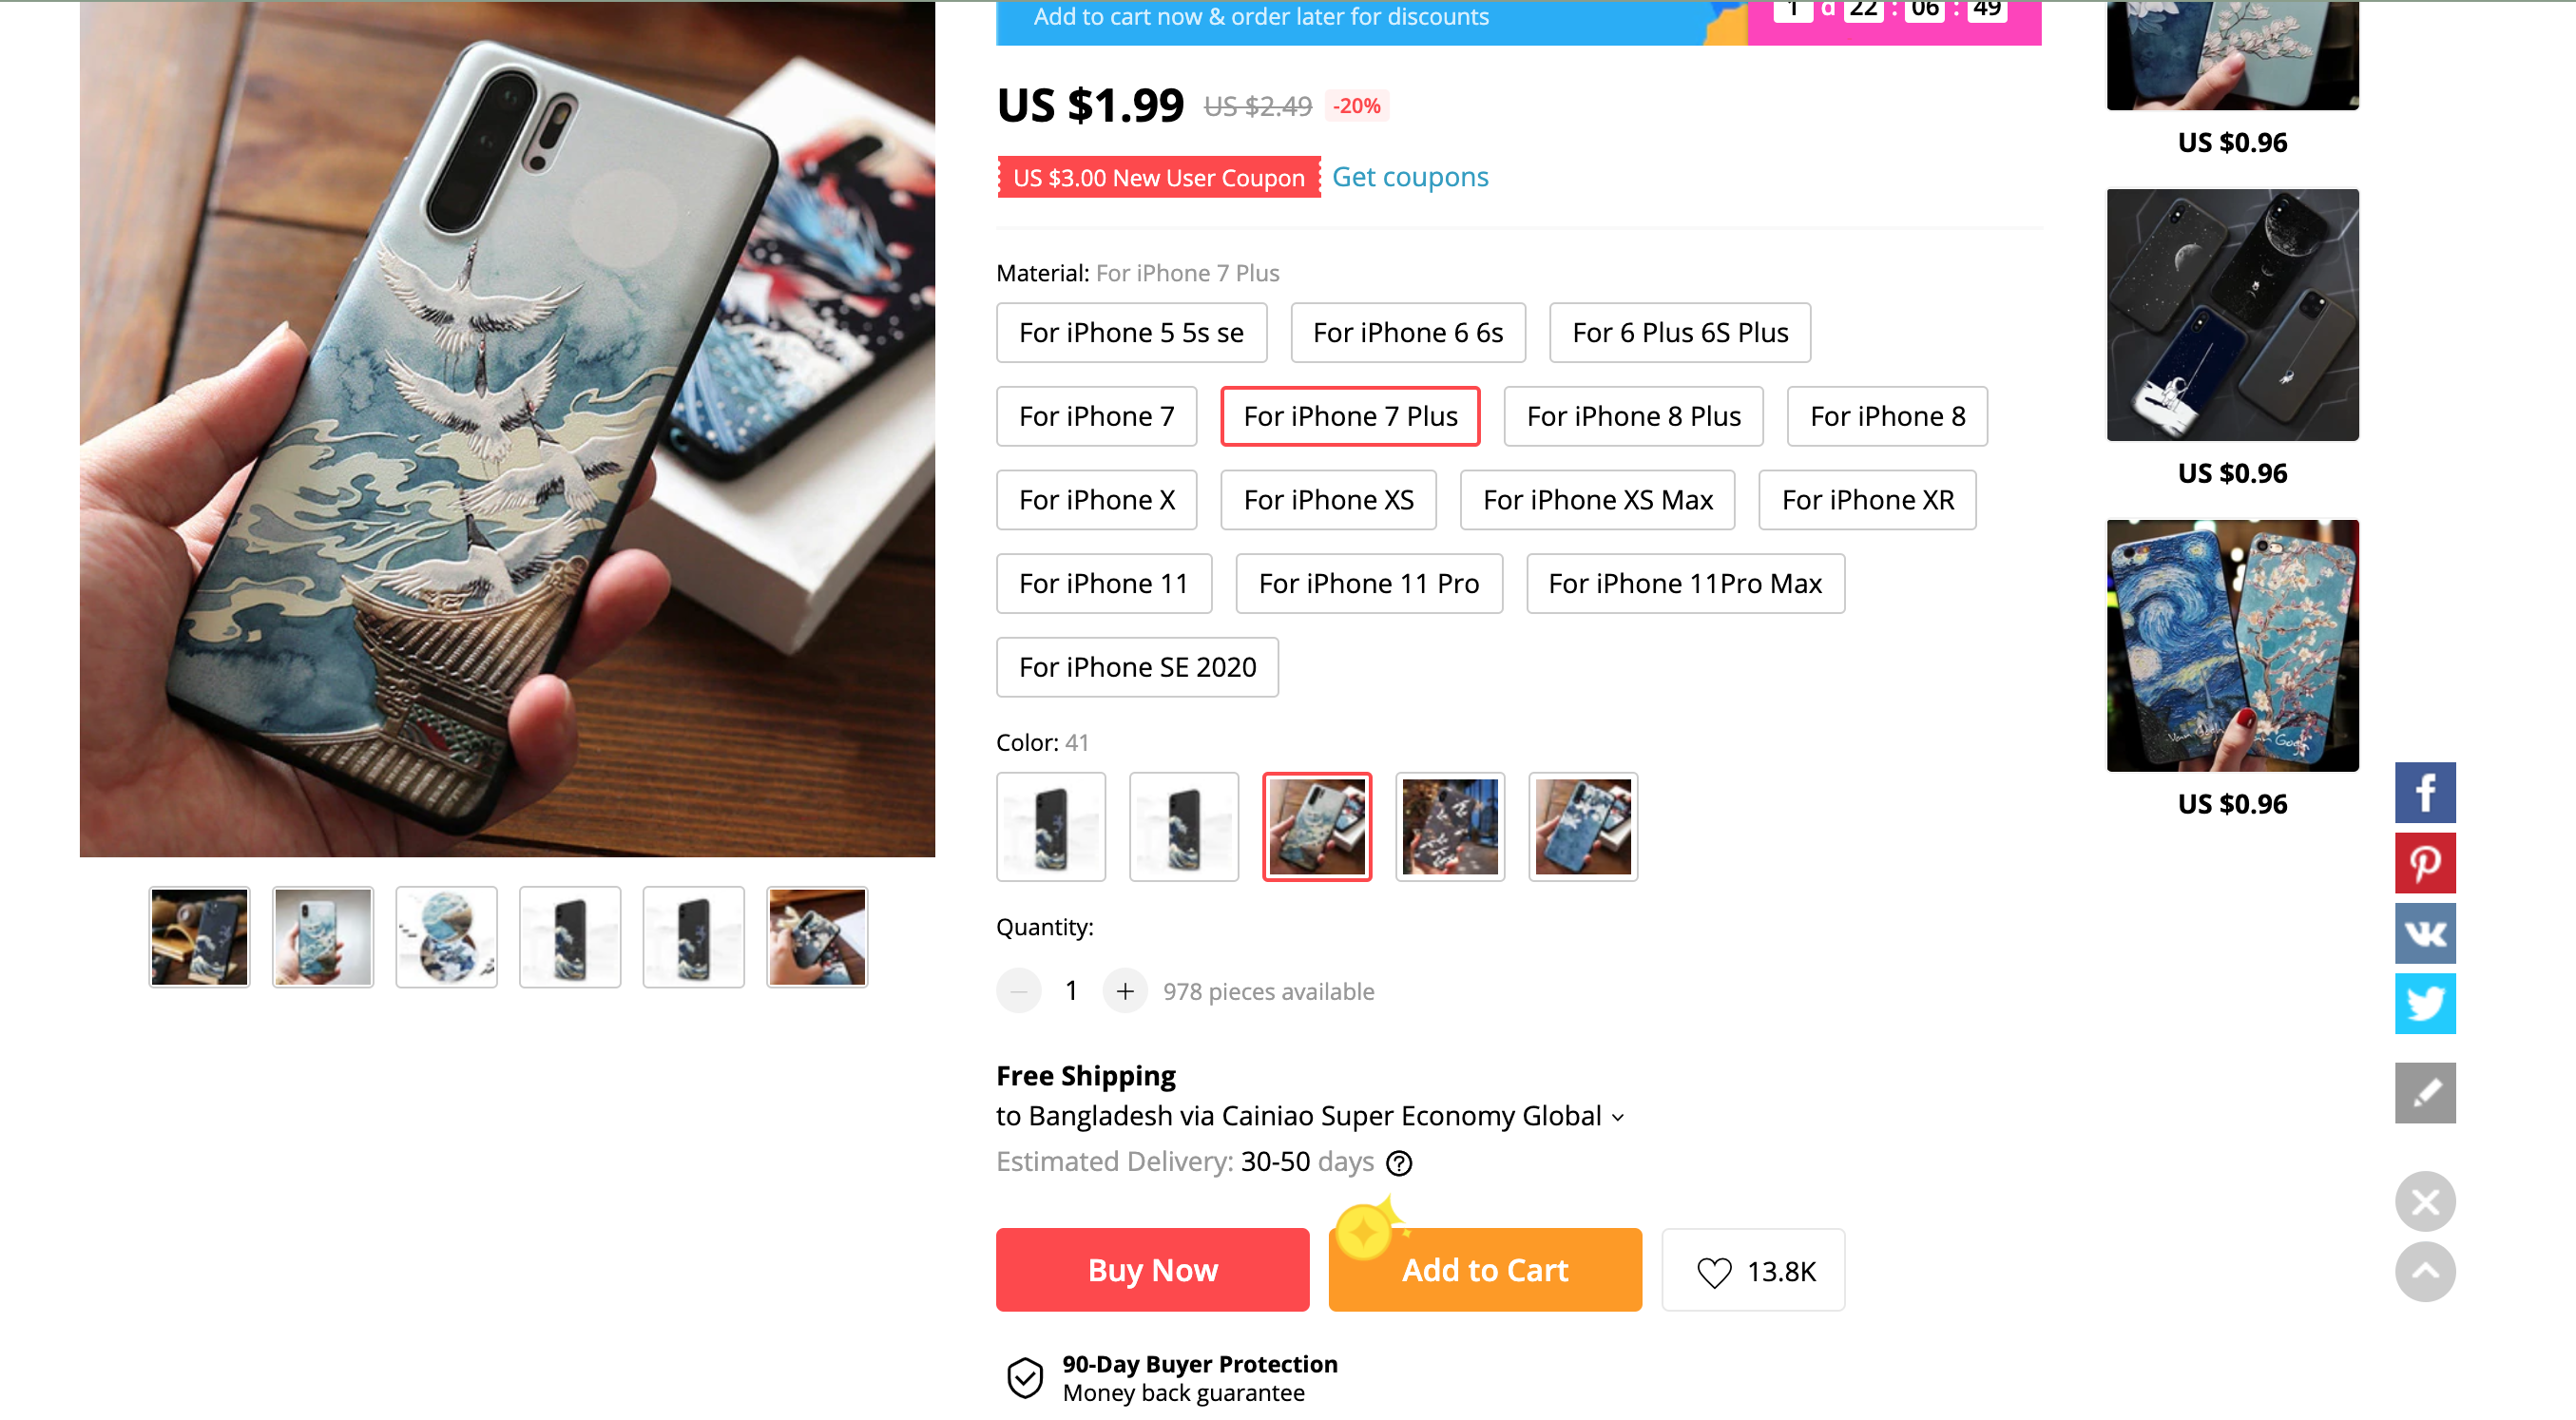 Add to cart now & order later for discounts
1 d 22 : 06 : 49
US $1.99 US $2.49 -20%
US $3.00 New User Coupon Get coupons
Material: For iPhone 7 Plus
For iPhone 5 5s se For iPhone 6 6s For 6 Plus 6S Plus
For iPhone 7 For iPhone 7 Plus For iPhone 8 Plus For iPhone 8
For iPhone X For iPhone XS For iPhone XS Max For iPhone XR
For iPhone 11 For iPhone 11 Pro For iPhone 11Pro Max
For iPhone SE 2020
Color: 41
Quantity:
1 978 pieces available
Free Shipping
to Bangladesh via Cainiao Super Economy Global
Estimated Delivery: 30-50 days
Buy Now Add to Cart 13.8K
90-Day Buyer Protection
Money back guarantee
US $0.96
US $0.96
US $0.96